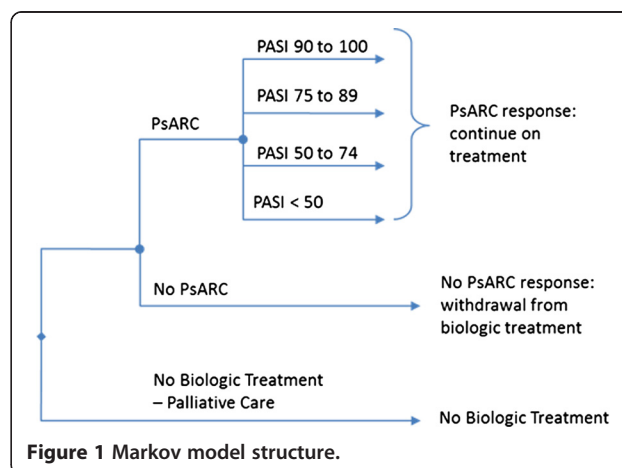 PASI 90 to 100
PASI 75 to 89
PsARC
PASI 50 to 74
PASI < 50
PsARC response:
continue on
treatment
No PsARC
No PsARC response:
withdrawal from
biologic treatment
No Biologic Treatment
– Palliative Care
No Biologic Treatment
Figure 1 Markov model structure.